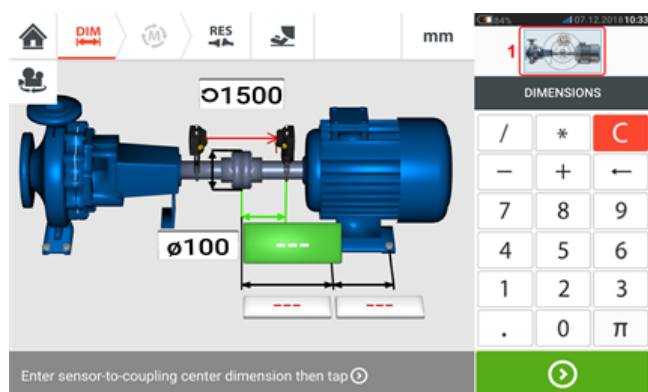 DIM
M
RES
mm
84%
07.12.2018 10:33
1
DIMENSIONS
⟲1500
ø100
---
---
---
/ * C
− + ←
7 8 9
4 5 6
1 2 3
. 0 π
Enter sensor-to-coupling center dimension then tap